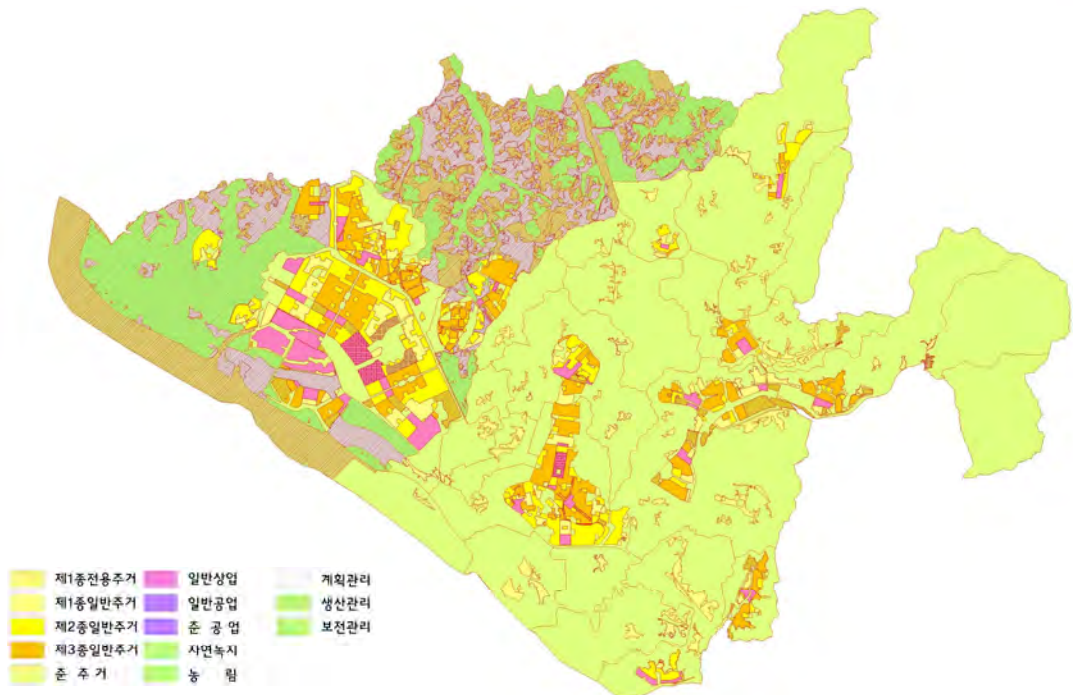 제1종전용주거
제1종일반주거
제2종일반주거
제3종일반주거
준 주 거
일반상업
일반공업
준 공 업
자연녹지
농 림
계획관리
생산관리
보전관리